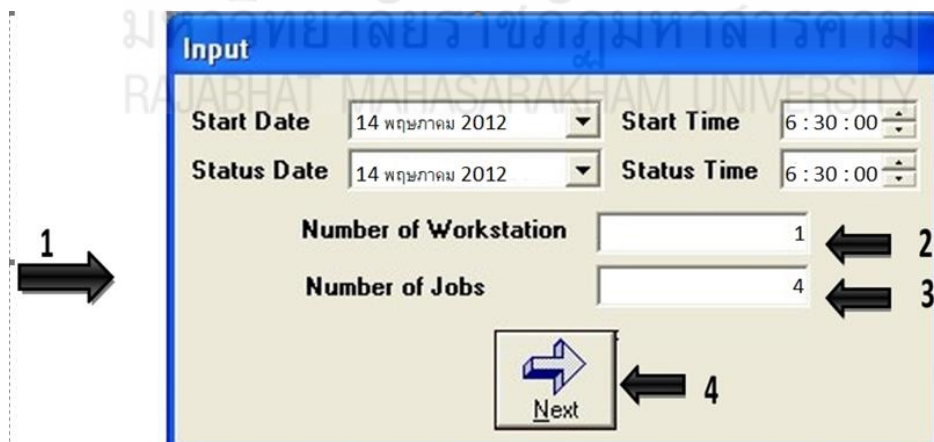 มหาวิทยาลัยราชภัฏมหาสารคาม
Input
RAJABHAT MAHASARAKHAM UNIVERSITY
Start Date 14 พฤษภาคม 2012 Start Time 6 : 30 : 00
Status Date 14 พฤษภาคม 2012 Status Time 6 : 30 : 00
1
Number of Workstation 1 2
Number of Jobs 4 3
Next 4